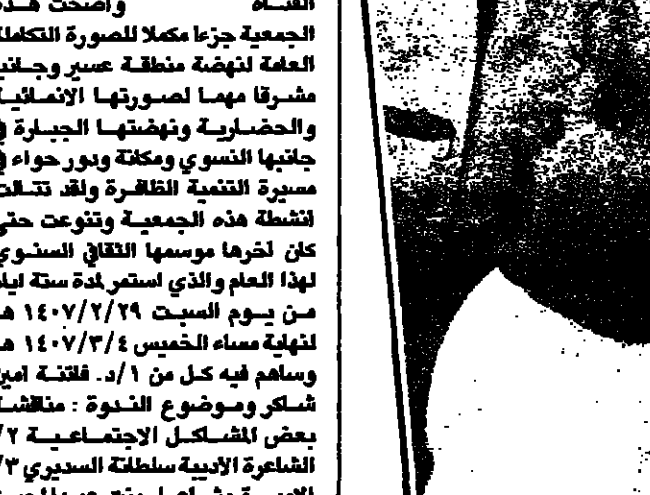 الفتاة واضحت هذه
الجمعية جزءا مكملا للصورة التكاملة
العامة لنهضة منطقة عسير وجانبا
مشرقا مهما لصورتها الانمائية
والحضارية ونهضتها الجبارة في
جانبها النسوي ومكانة ودور حواء في
مسيرة التنمية الظافرة ولقد تتالت
انشطة هذه الجمعية وتنوعت حتى
كان آخرها موسمها الثقافي السنوي
لهذا العام والذي استمر لمدة ستة ايام
من يوم السبت ١٤٠٧/٢/٢٩ هـ
لنهاية مساء الخميس ١٤٠٧/٣/٤ هـ
وساهم فيه كل من ١/د. فاتنة امين
شاكر وموضوع الندوة : مناقشة
بعض المشاكل الاجتماعية ٢/
الشاعرة الادبية سلطانة السديري ٣/